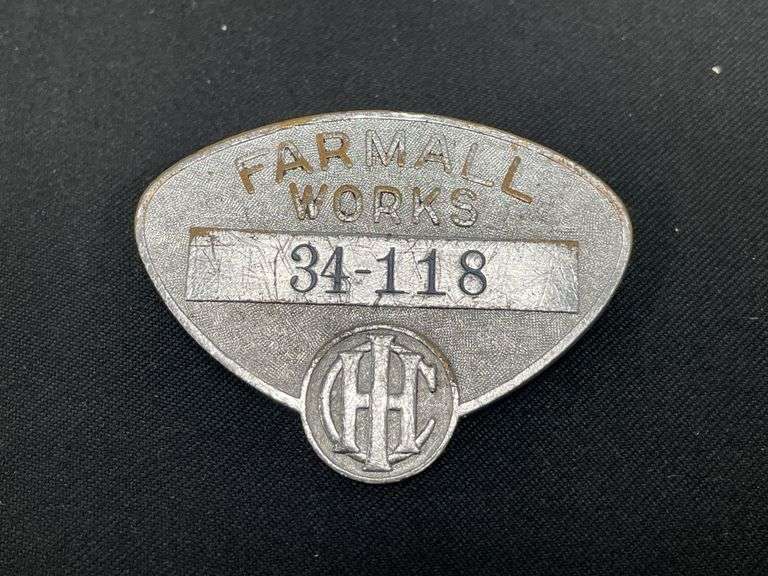 FARMALL
WORKS
34-118
IHC